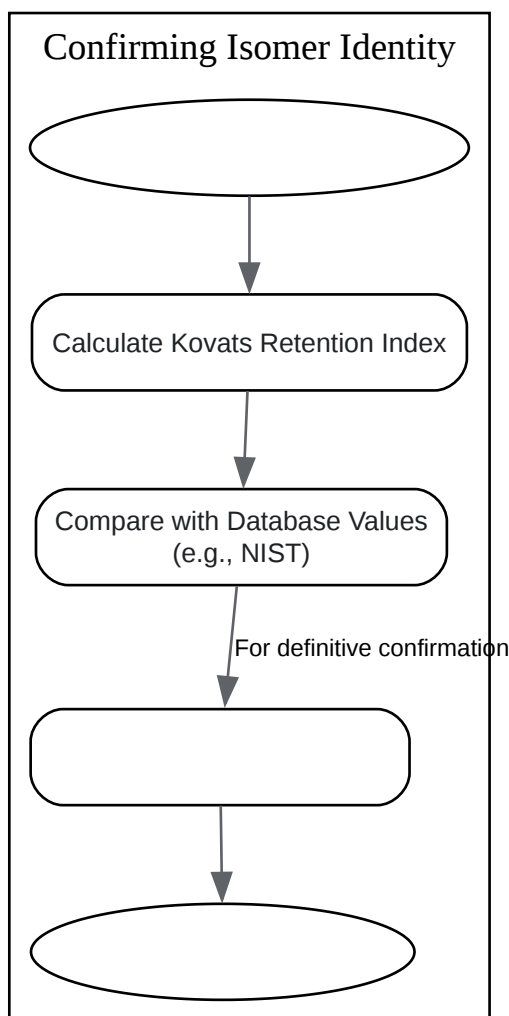 Confirming Isomer Identity
Calculate Kovats Retention Index
Compare with Database Values
(e.g., NIST)
For definitive confirmation